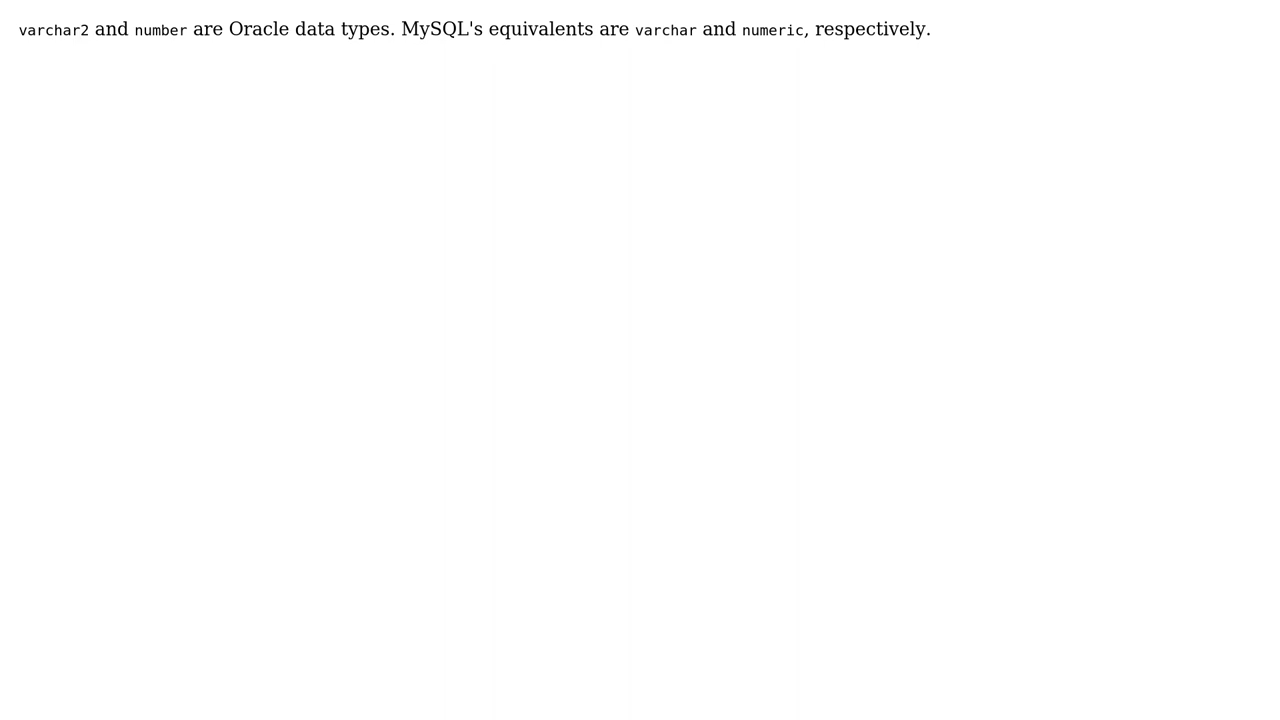 varchar2 and number are Oracle data types. MySQL's equivalents are varchar and numeric, respectively.